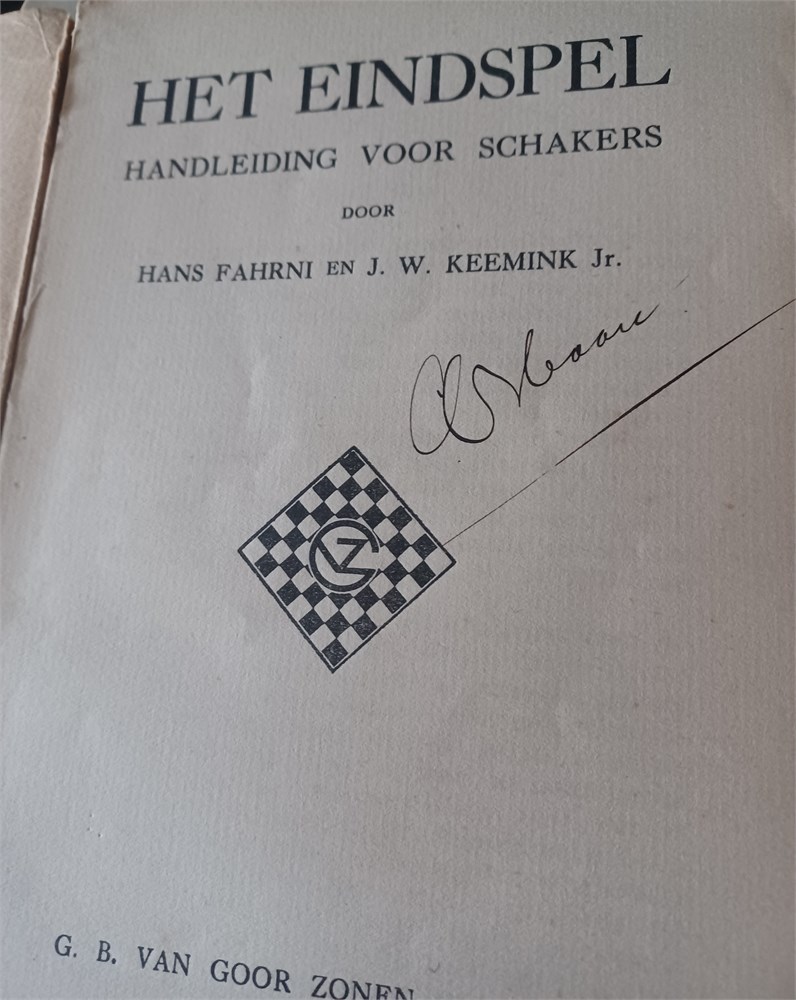 HET EINDSPEL
HANDLEIDING VOOR SCHAKERS
DOOR
HANS FAHRNI EN J. W. KEEMINK Jr.
G. B. VAN GOOR ZONEN